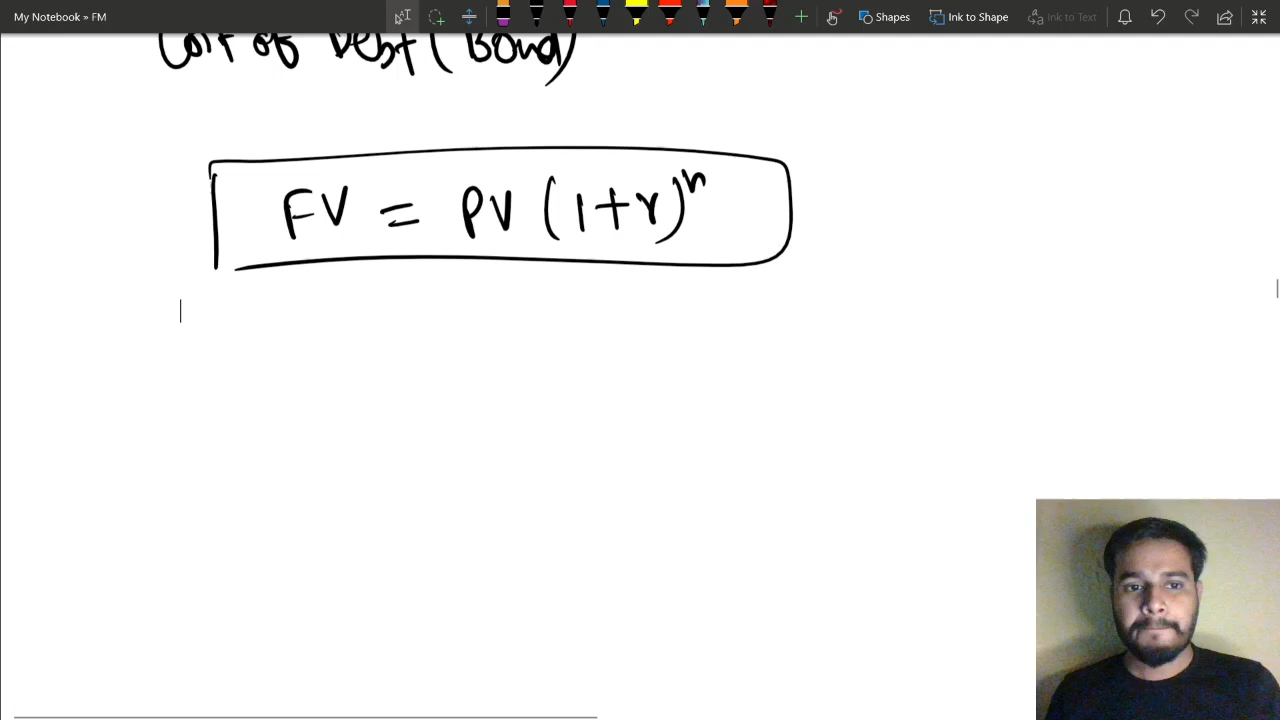 My Notebook » FM
Shapes
Ink to Shape
Ink to Text
Cost of Debt (Bond)
FV = PV (1+r)^n